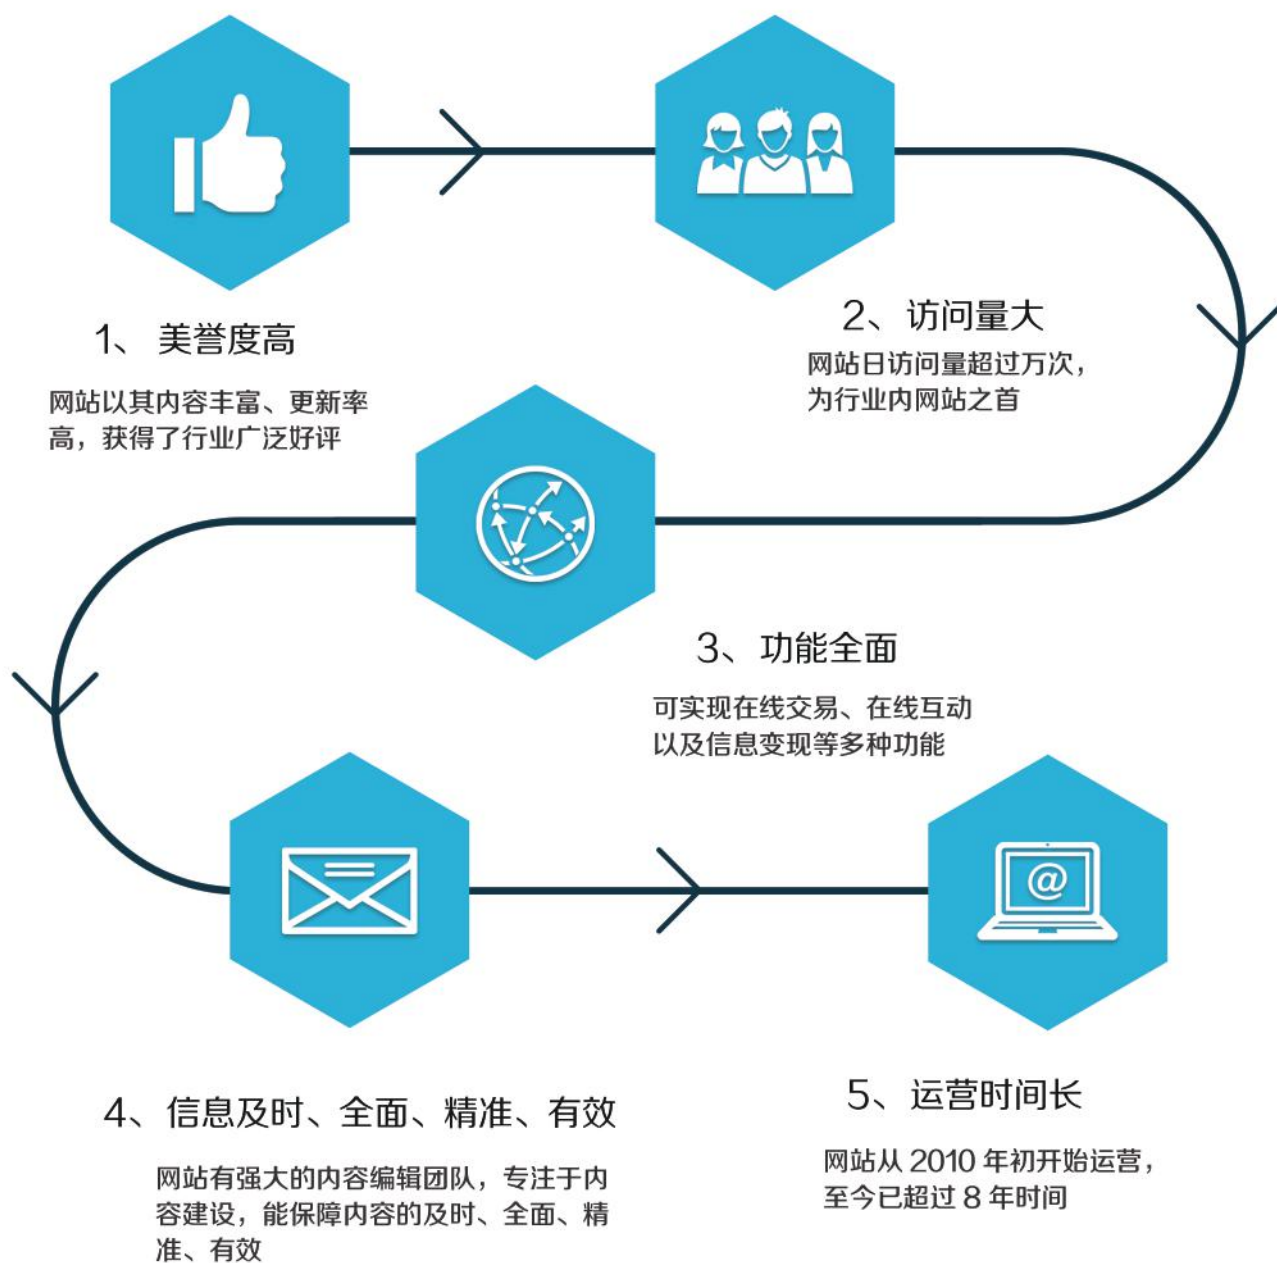 1、 美誉度高
网站以其内容丰富、更新率
高，获得了行业广泛好评
2、访问量大
网站日访问量超过万次，
为行业内网站之首
3、功能全面
可实现在线交易、在线互动
以及信息变现等多种功能
4、信息及时、全面、精准、有效
网站有强大的内容编辑团队，专注于内
容建设，能保障内容的及时、全面、精
准、有效
@
5、运营时间长
网站从 2010 年初开始运营，
至今已超过 8 年时间